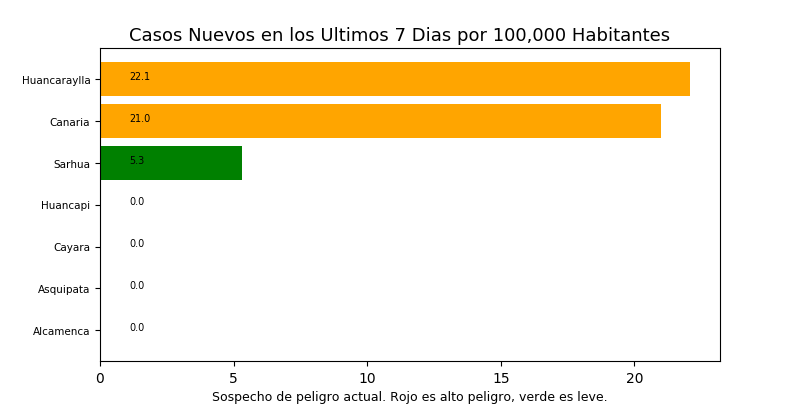 Casos Nuevos en los Ultimos 7 Dias por 100,000 Habitantes
Huancaraylla 22.1
Canaria 21.0
Sarhua 5.3
Huancapi 0.0
Cayara 0.0
Asquipata 0.0
Alcamenca 0.0
0 5 10 15 20
Sospecho de peligro actual. Rojo es alto peligro, verde es leve.